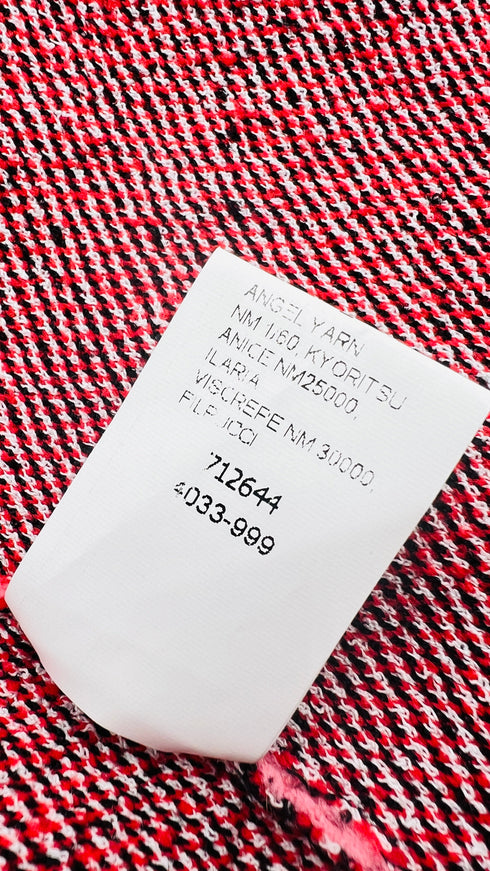 ANGEL YARN
NM 1/60, KYORITSU
ANICE NM25000,
ILARIA
VISCREPE NM 30000,
FILPUCCI
712644
4033-999